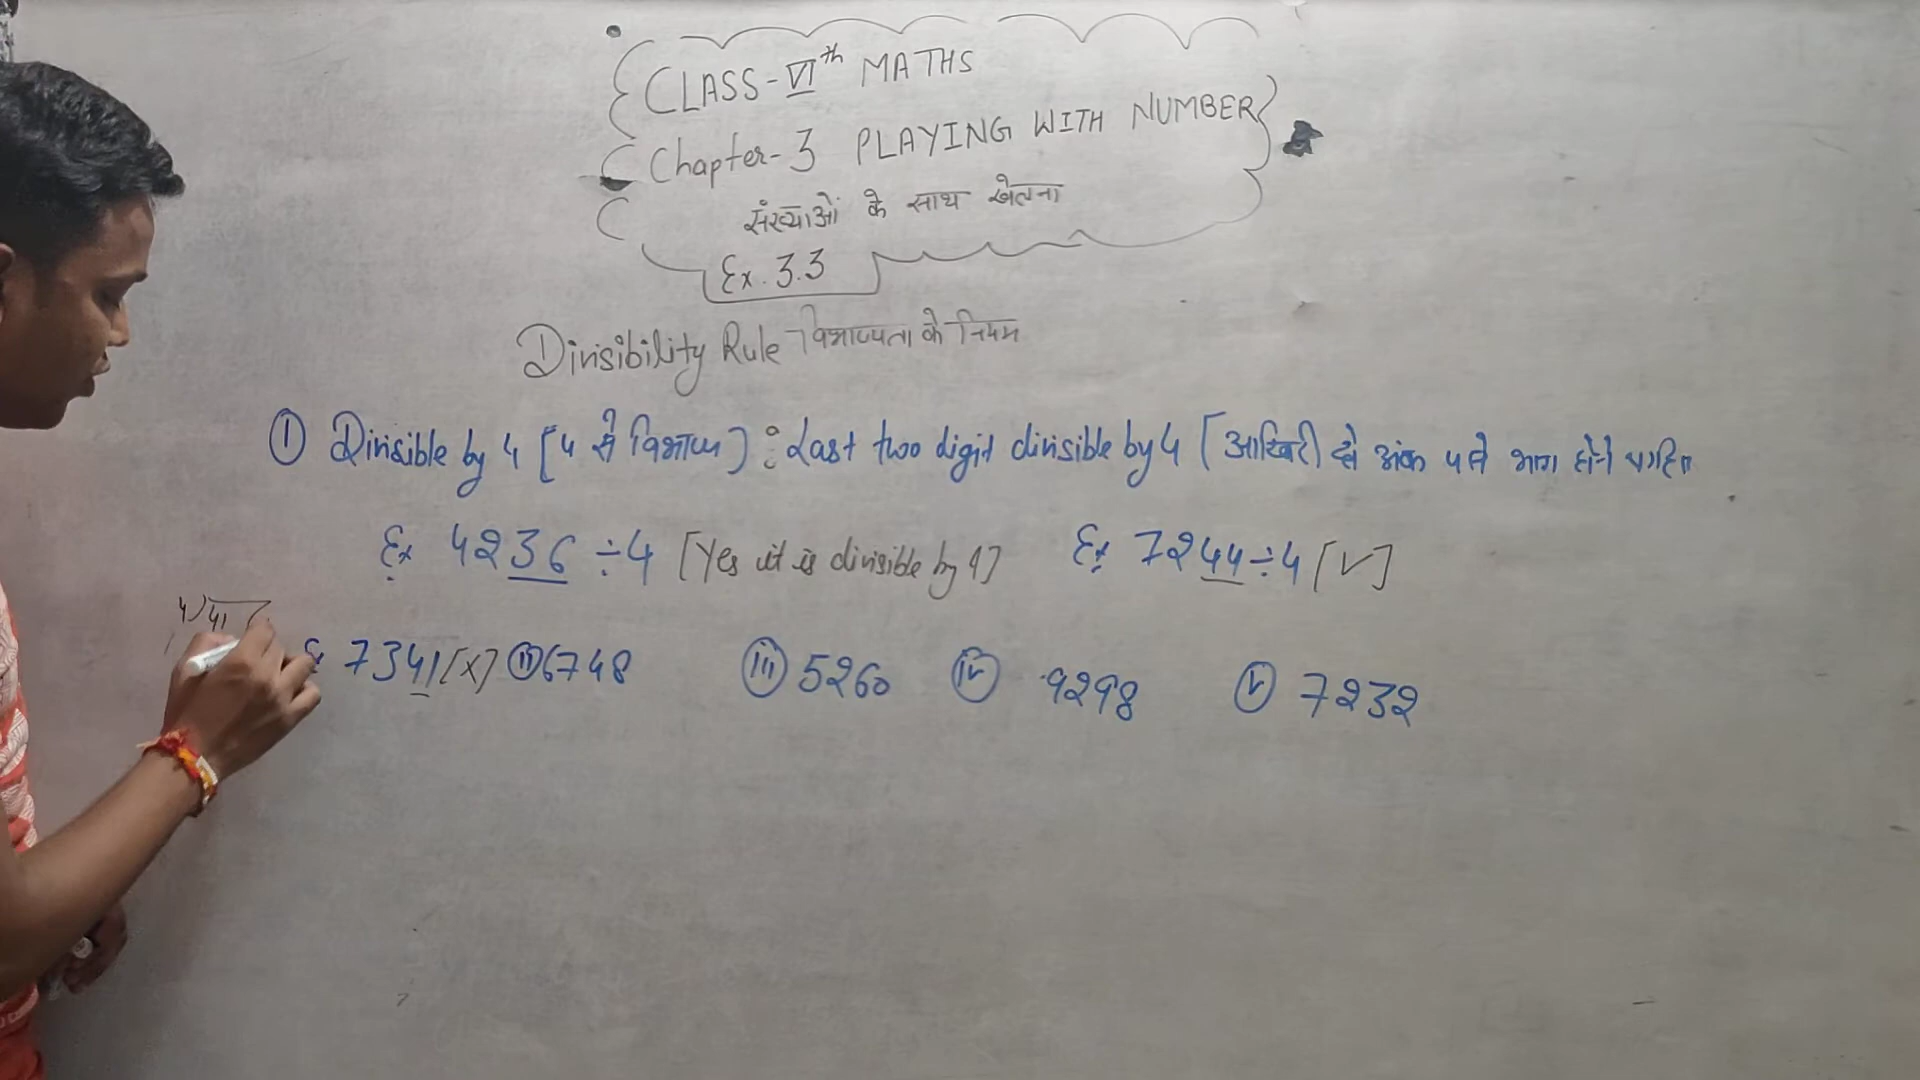 CLASS-VIth MATHS
Chapter-3 PLAYING WITH NUMBER
संख्याओं के साथ खेलना
Ex. 3.3
Divisibility Rule - विभाज्यता के नियम
① Divisible by 4 [4 से विभाज्य] : Last two digit divisible by 4 [आखिरी दो अंक 4 से भाग होने चाहिए
Ex 4236 ÷ 4 [Yes it is divisible by 4] Ex 7244 ÷ 4 [✓]
4)41(
7341 [x] (ii) 6748 (iii) 5260 (iv) 9298 (v) 7232